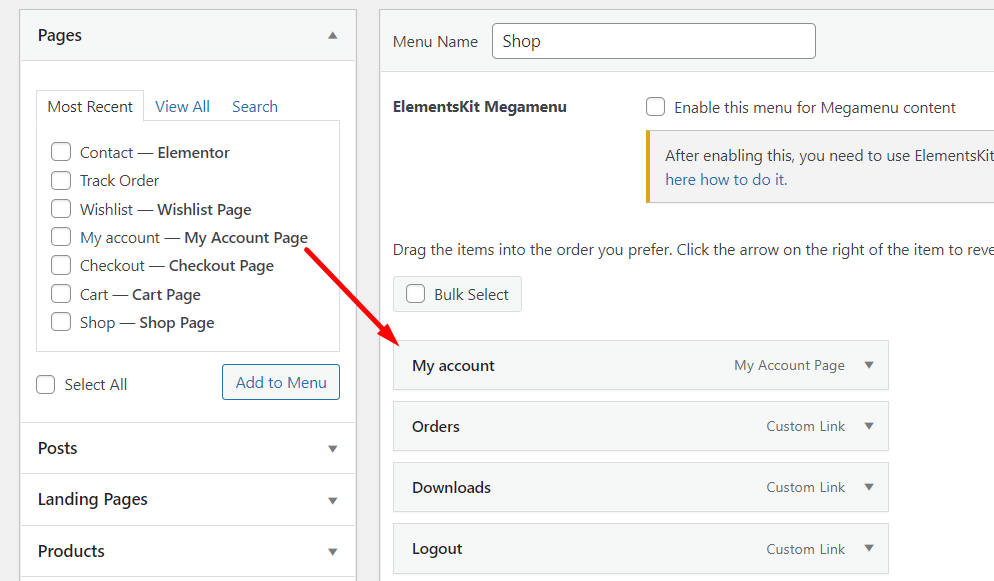 Pages
Most Recent View All Search
Contact — Elementor
Track Order
Wishlist — Wishlist Page
My account — My Account Page
Checkout — Checkout Page
Cart — Cart Page
Shop — Shop Page
Select All Add to Menu
Posts
Landing Pages
Products
Menu Name Shop
ElementsKit Megamenu Enable this menu for Megamenu content
After enabling this, you need to use ElementsKit
here how to do it.
Drag the items into the order you prefer. Click the arrow on the right of the item to reve
Bulk Select
My account My Account Page
Orders Custom Link
Downloads Custom Link
Logout Custom Link